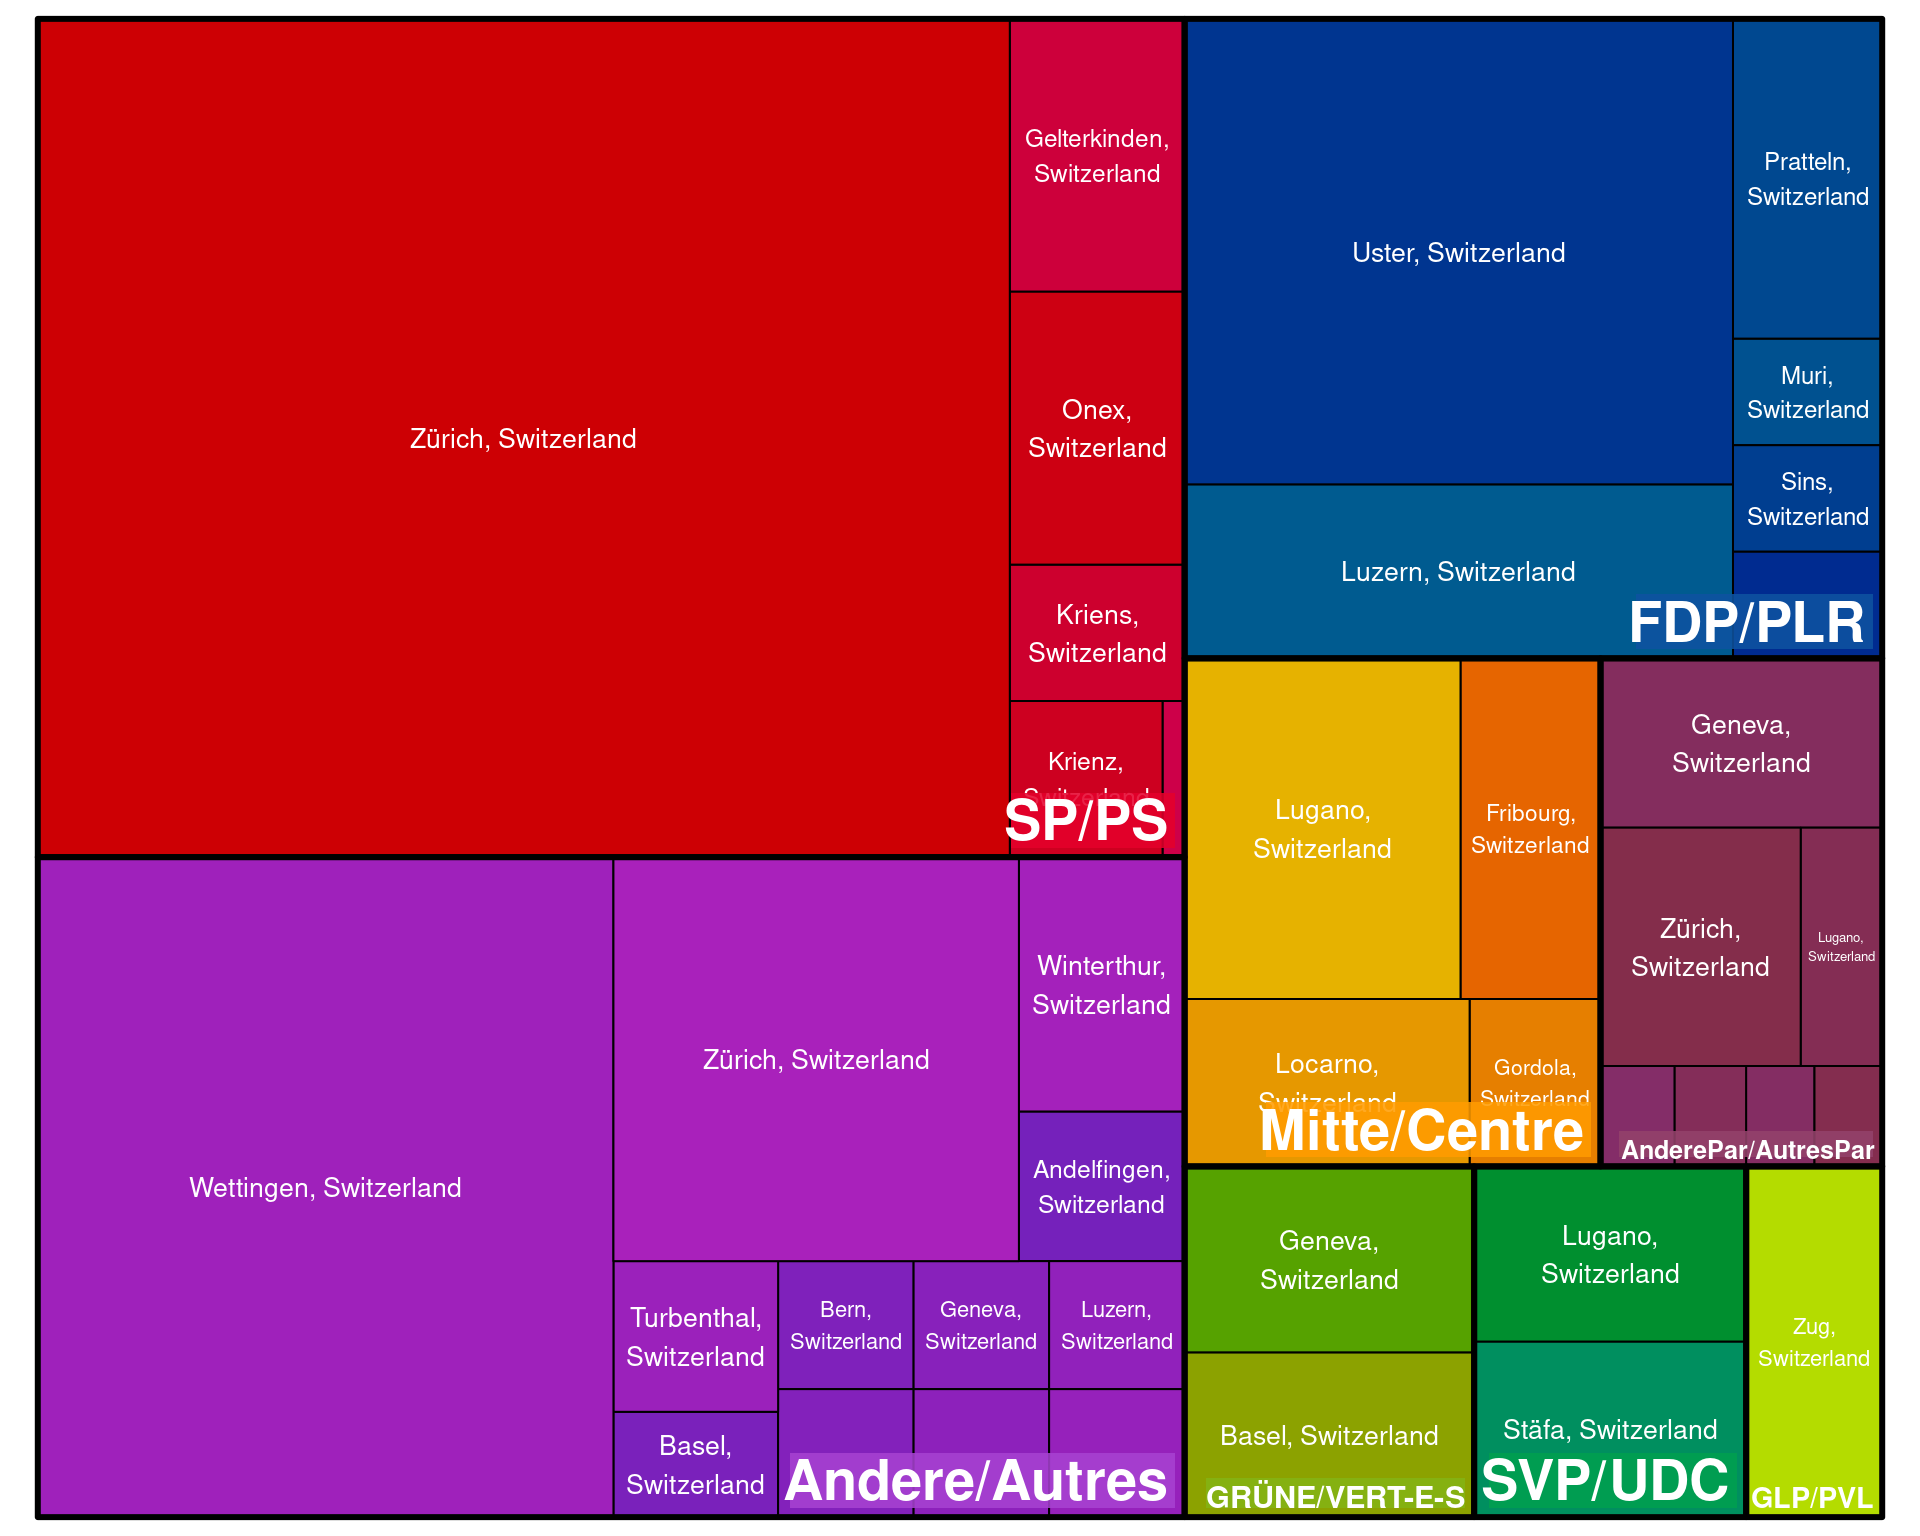 Zürich, Switzerland
Gelterkinden,
Switzerland
Onex,
Switzerland
Kriens,
Switzerland
Krienz,
Switzerland
SP/PS
Wettingen, Switzerland
Zürich, Switzerland
Winterthur,
Switzerland
Andelfingen,
Switzerland
Turbenthal,
Switzerland
Bern,
Switzerland
Geneva,
Switzerland
Luzern,
Switzerland
Basel,
Switzerland
Andere/Autres
Uster, Switzerland
Pratteln,
Switzerland
Muri,
Switzerland
Sins,
Switzerland
Luzern, Switzerland
FDP/PLR
Lugano,
Switzerland
Fribourg,
Switzerland
Locarno,
Switzerland
Gordola,
Switzerland
Mitte/Centre
Geneva,
Switzerland
Zürich,
Switzerland
Lugano,
Switzerland
AnderePar/AutresPar
Geneva,
Switzerland
Basel, Switzerland
GRÜNE/VERT-E-S
Lugano,
Switzerland
Stäfa, Switzerland
SVP/UDC
Zug,
Switzerland
GLP/PVL